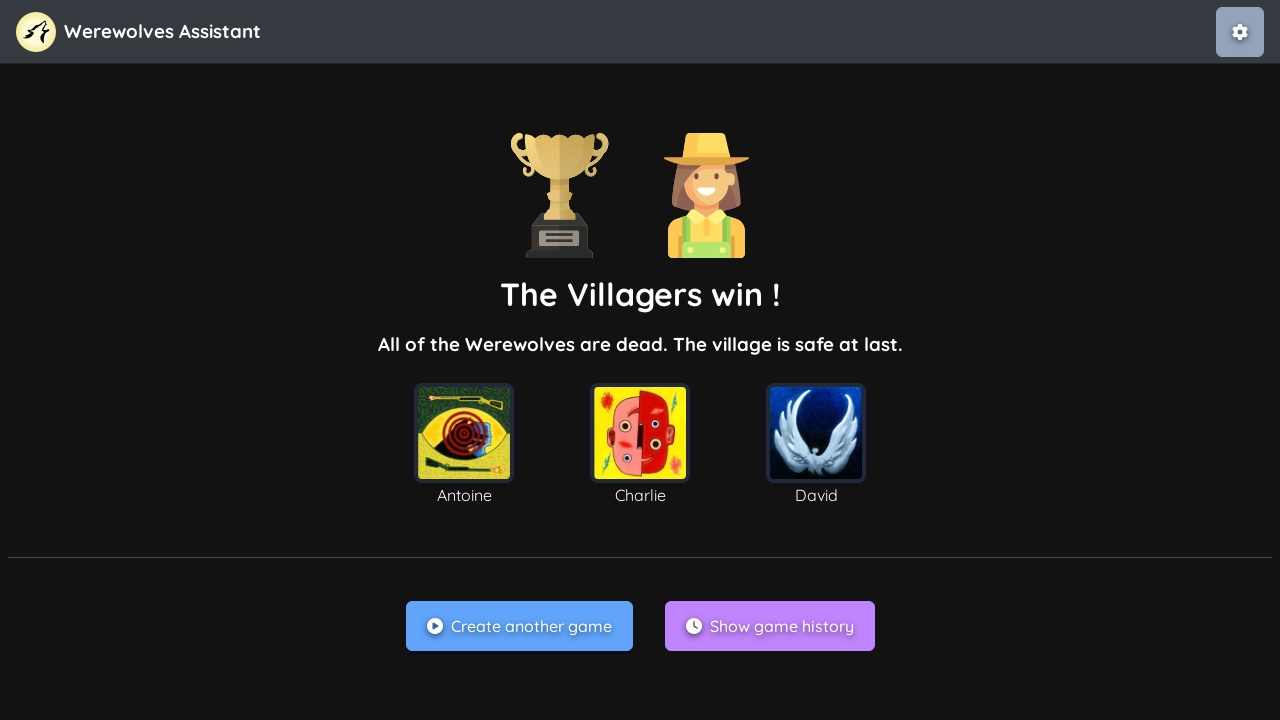 Werewolves Assistant
The Villagers win !
All of the Werewolves are dead. The village is safe at last.
Antoine
Charlie
David
Create another game
Show game history